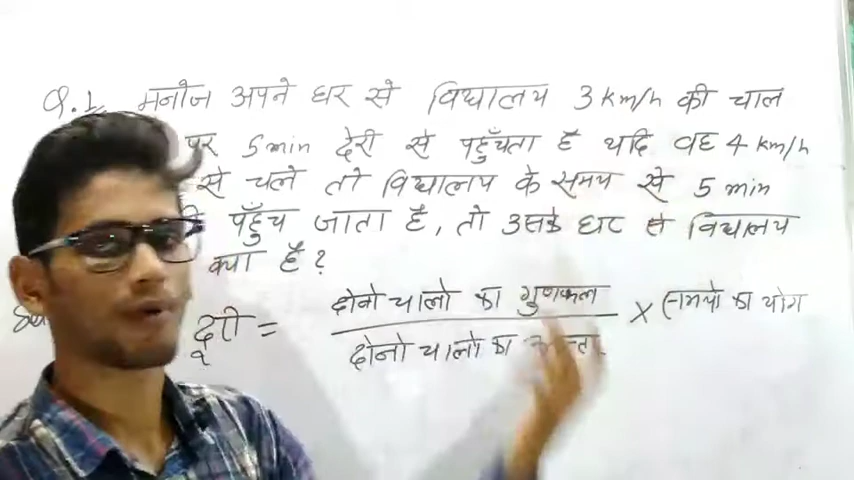 Q.1. मनोज अपने घर से विद्यालय 3 km/h की चाल
पर 5 min देरी से पहुँचता है यदि वह 4 km/h
से चले तो विद्यालय के समय से 5 min
पहुँच जाता है, तो उसके घर से विद्यालय
क्या है?
दूरी = दोनो चालो का गुणफल × समयो का योग
दोनो चालो का